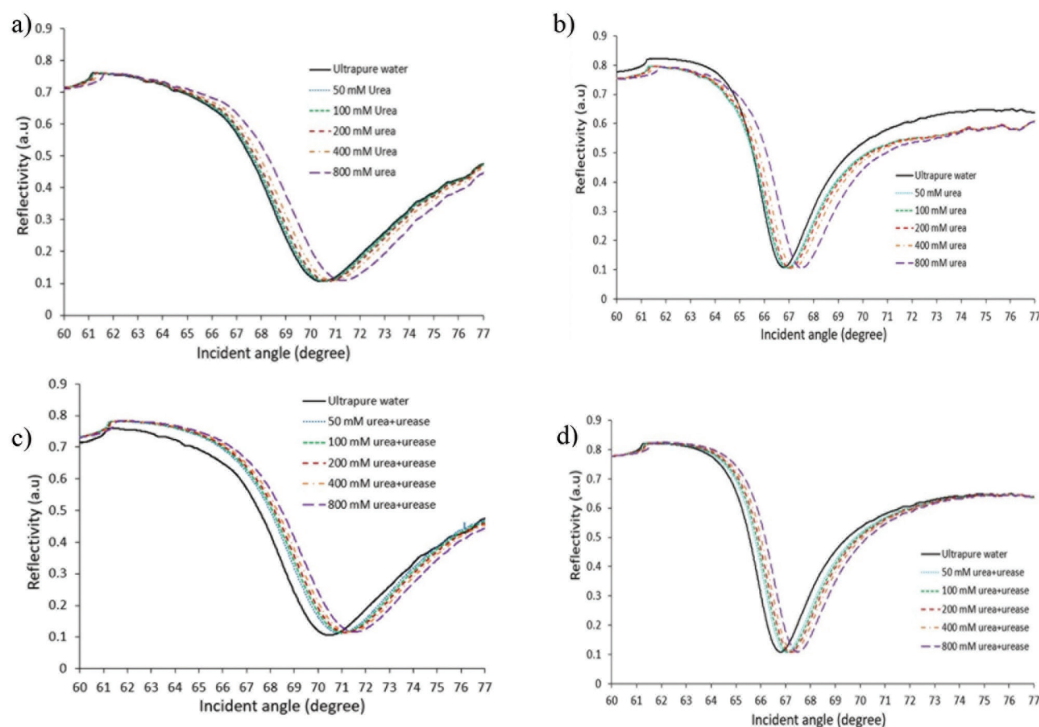 a)
0.9
0.8
0.7
0.6
0.5
0.4
0.3
0.2
0.1
0
Reflectivity (a.u)
Ultrapure water
50 mM Urea
100 mM Urea
200 mM urea
400 mM Urea
800 mM urea
60 61 62 63 64 65 66 67 68 69 70 71 72 73 74 75 76 77
Incident angle (degree)
b)
0.9
0.8
0.7
0.6
0.5
0.4
0.3
0.2
0.1
0
Reflectivity (a.u)
Ultrapure water
50 mM urea
100 mM urea
200 mM urea
400 mM urea
800 mM urea
60 61 62 63 64 65 66 67 68 69 70 71 72 73 74 75 76 77
Incident angle (degree)
c)
0.9
0.8
0.7
0.6
0.5
0.4
0.3
0.2
0.1
0
Reflectivity (a.u)
Ultrapure water
50 mM urea+urease
100 mM urea+urease
200 mM urea+urease
400 mM urea+urease
800 mM urea+urease
60 61 62 63 64 65 66 67 68 69 70 71 72 73 74 75 76 77
Incident angle (degree)
d)
0.9
0.8
0.7
0.6
0.5
0.4
0.3
0.2
0.1
0
Reflectivity (a.u)
Ultrapure water
50 mM urea+urease
100 mM urea+urease
200 mM urea+urease
400 mM urea+urease
800 mM urea+urease
60 61 62 63 64 65 66 67 68 69 70 71 72 73 74 75 76 77
Incident angle (degree)